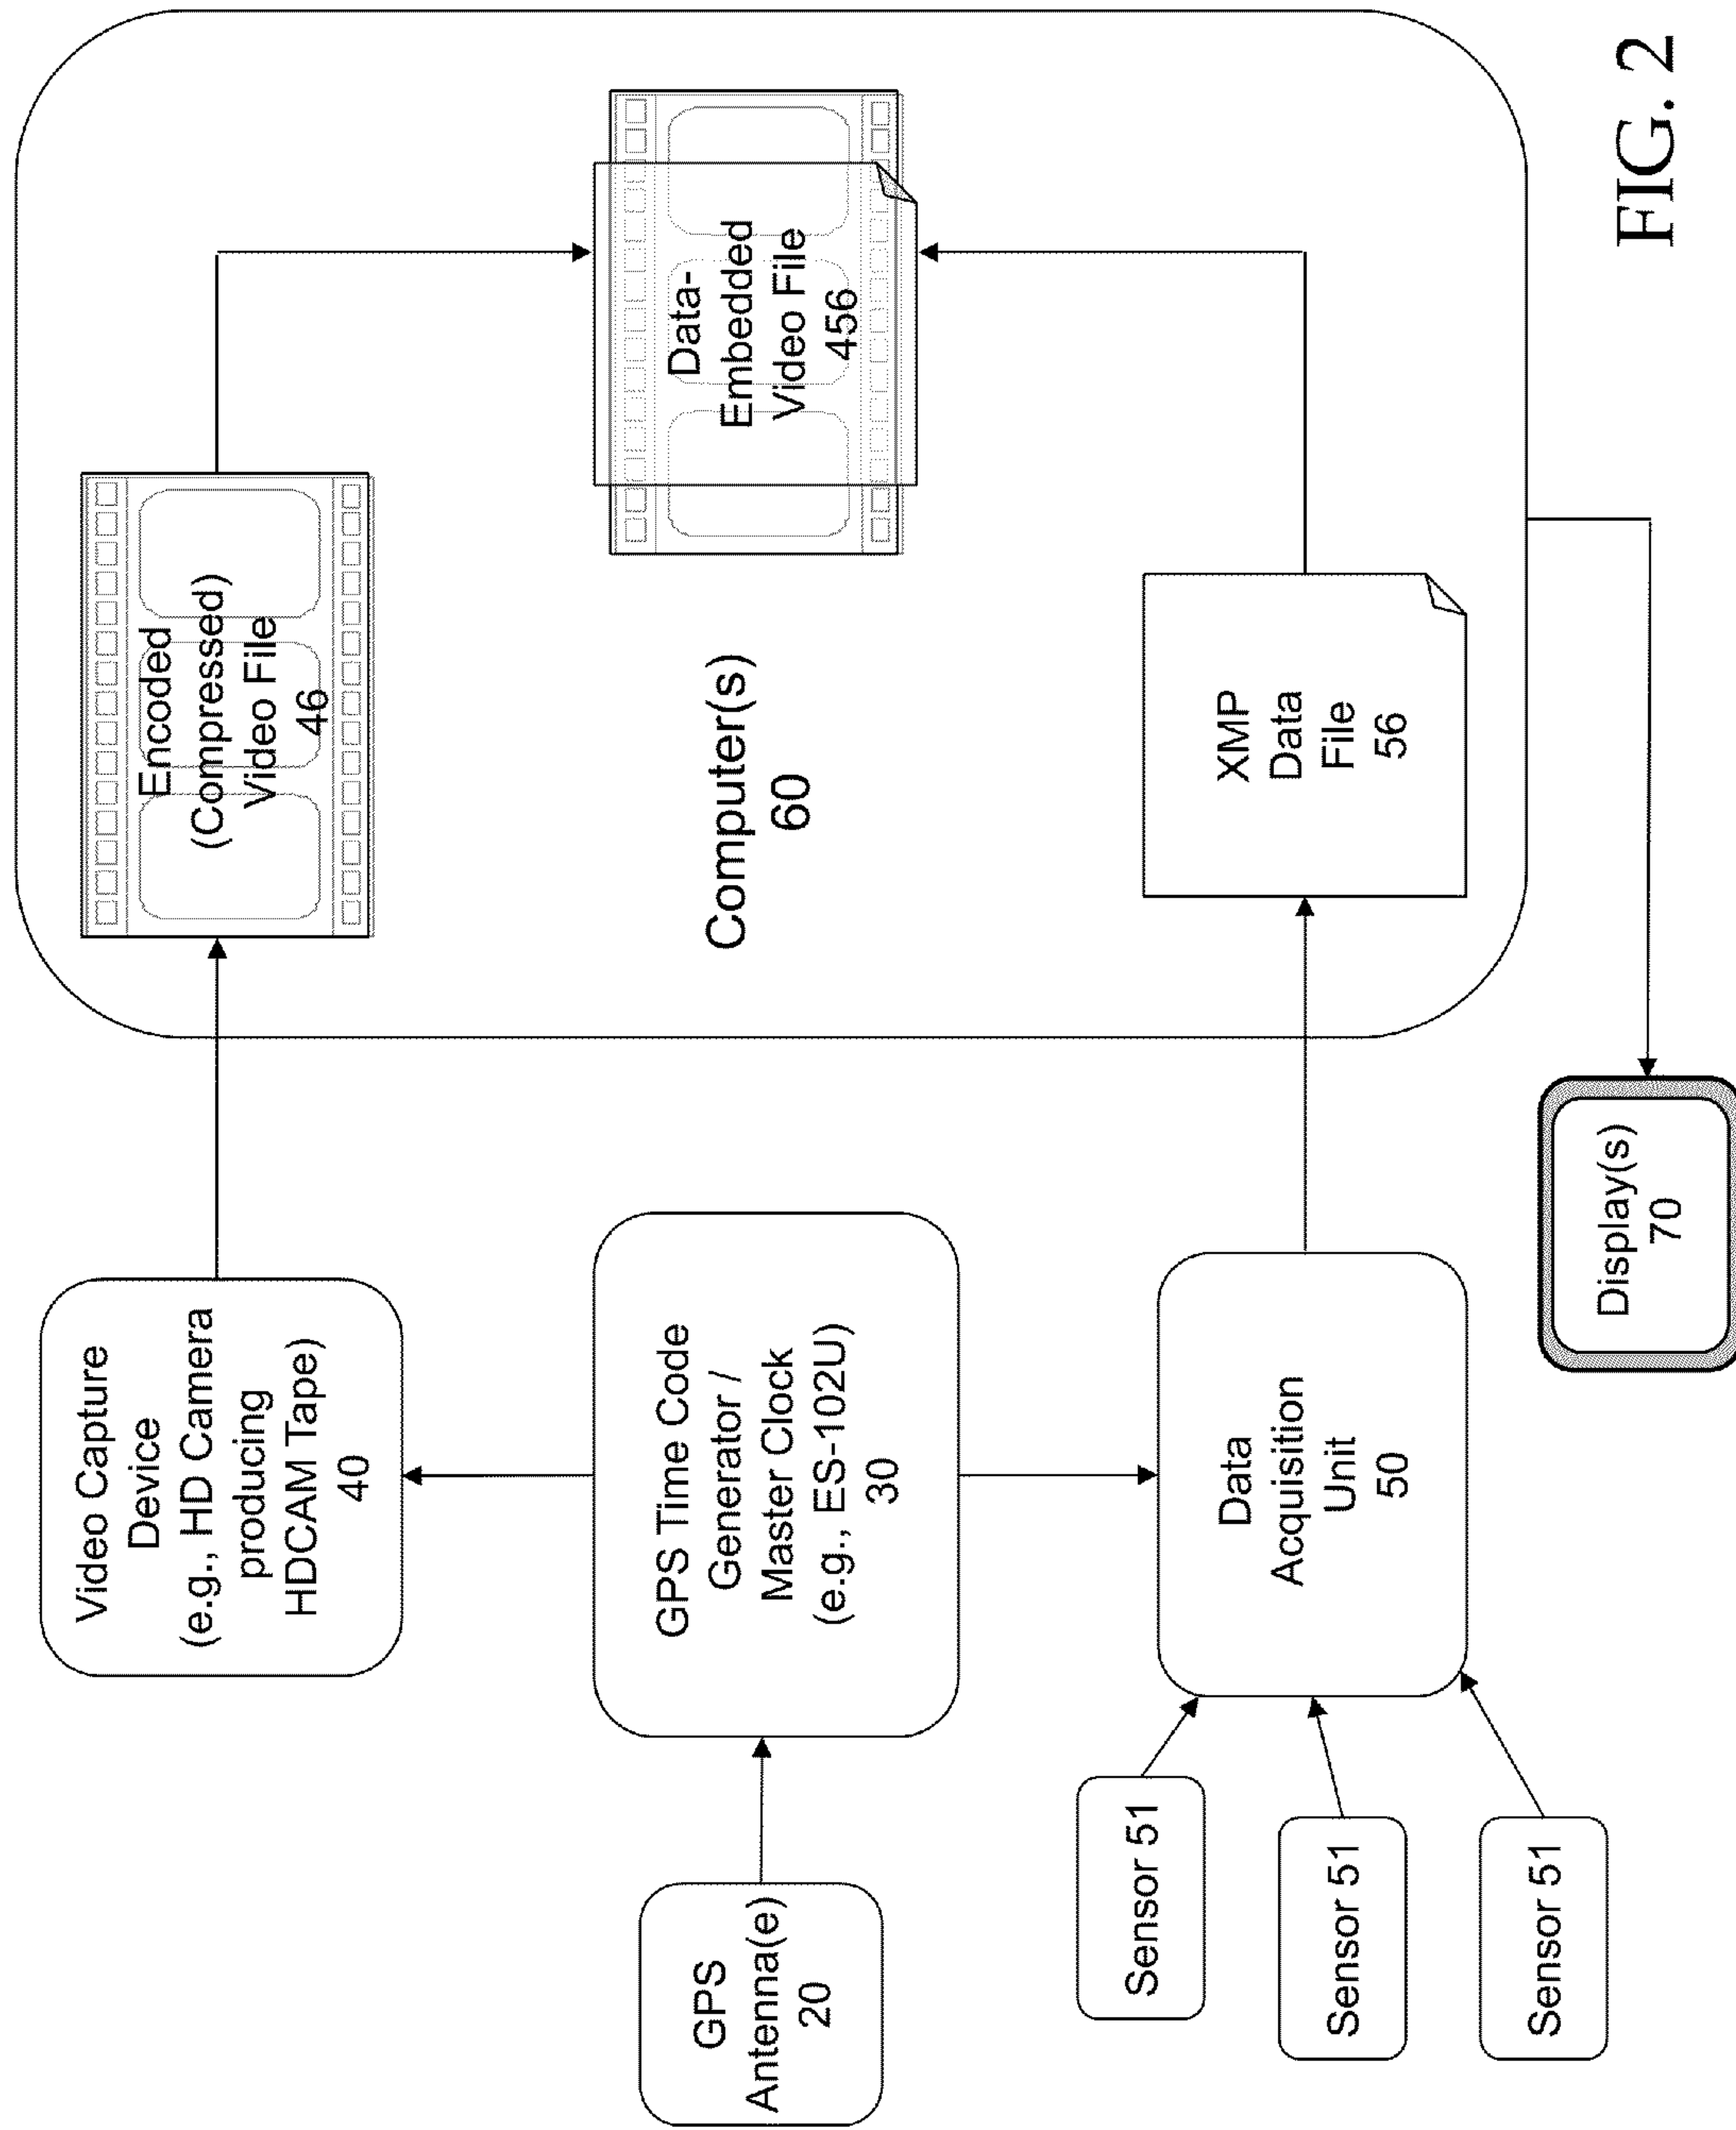 Video Capture
Device
(e.g., HD Camera
producing
HDCAM Tape)
40
Encoded
(Compressed)
Video File
46
GPS
Antenna(e)
20
GPS Time Code
Generator /
Master Clock
(e.g., ES-102U)
30
Computer(s)
60
Data-
Embedded
Video File
456
Sensor 51
Sensor 51
Sensor 51
Data
Acquisition
Unit
50
XMP
Data
File
56
Display(s)
70
FIG. 2